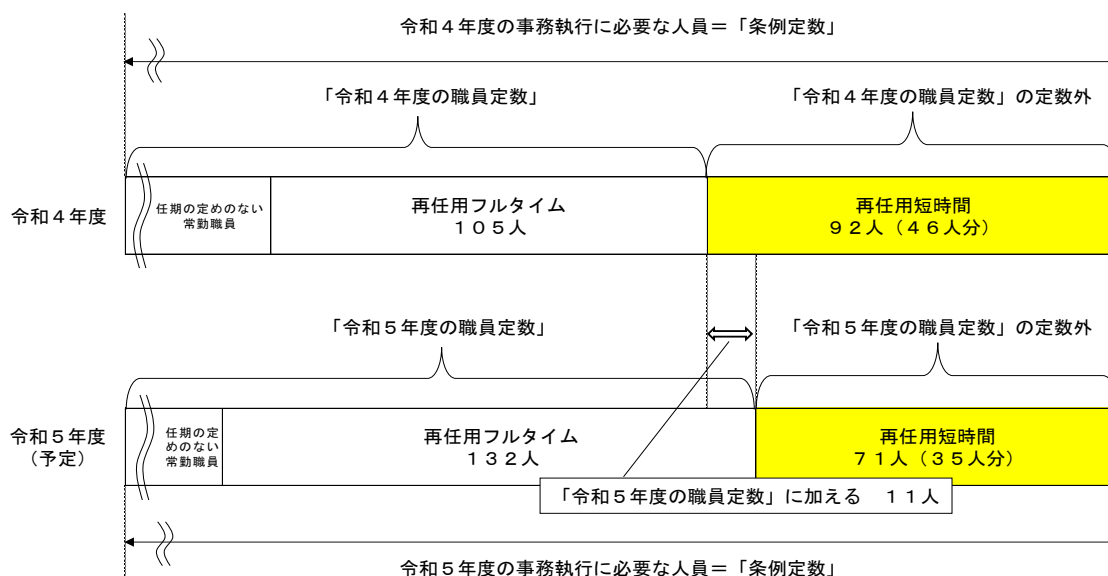 令和４年度の事務執行に必要な人員＝「条例定数」
「令和４年度の職員定数」
「令和４年度の職員定数」の定数外
令和４年度
任期の定めのない
常勤職員
再任用フルタイム
１０５人
再任用短時間
９２人（４６人分）
「令和５年度の職員定数」
「令和５年度の職員定数」の定数外
令和５年度
（予定）
任期の定
めのない
常勤職員
再任用フルタイム
１３２人
再任用短時間
７１人（３５人分）
「令和５年度の職員定数」に加える　１１人
令和５年度の事務執行に必要な人員＝「条例定数」